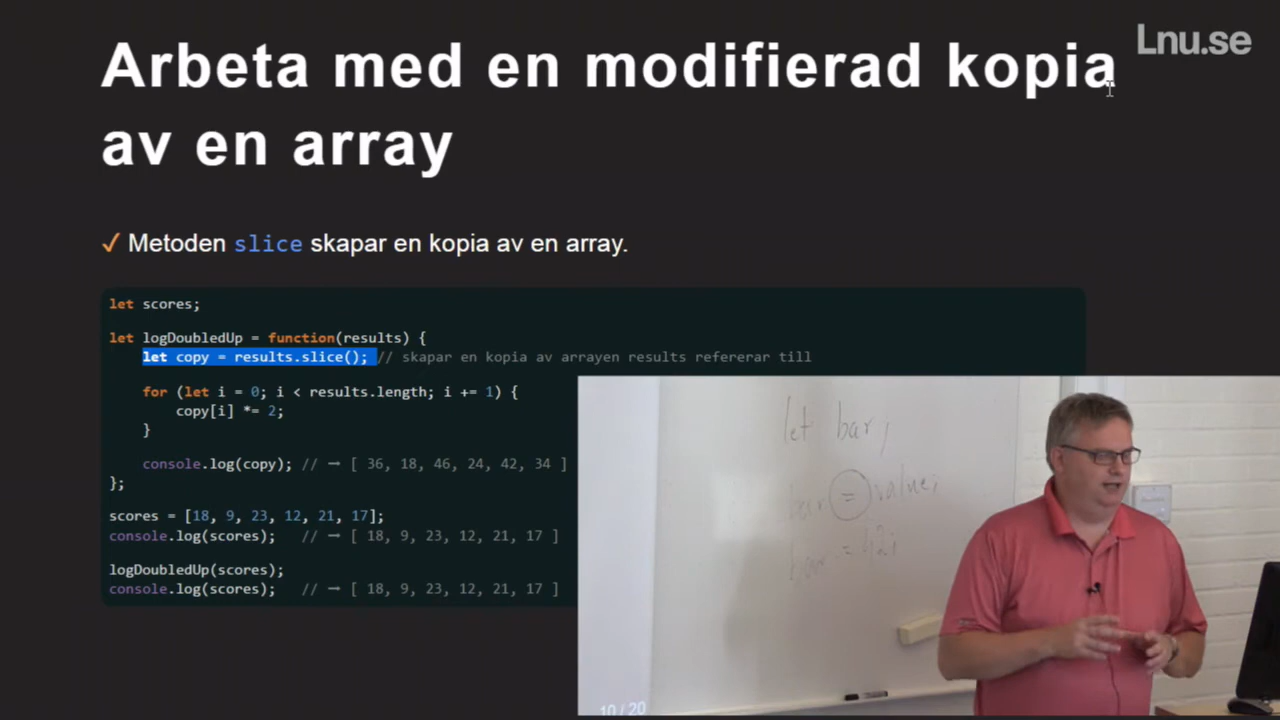 Arbeta med en modifierad kopia
av en array
Lnu.se
✓ Metoden slice skapar en kopia av en array.
let scores;
let logDoubledUp = function(results) {
let copy = results.slice(); // skapar en kopia av arrayen results refererar till
for (let i = 0; i < results.length; i += 1) {
copy[i] *= 2;
}
console.log(copy); // → [ 36, 18, 46, 24, 42, 34 ]
};
scores = [18, 9, 23, 12, 21, 17];
console.log(scores); // → [ 18, 9, 23, 12, 21, 17 ]
logDoubledUp(scores);
console.log(scores); // → [ 18, 9, 23, 12, 21, 17 ]
let bar;
bar = value;
bar = 42;
10 / 20